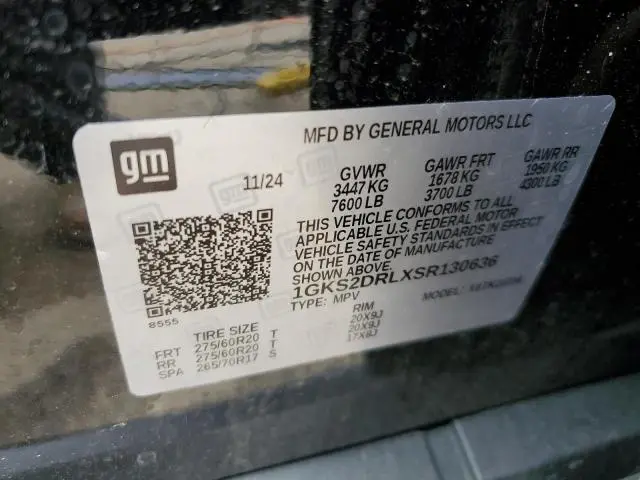 gm
MFD BY GENERAL MOTORS LLC
11/24
GVWR GAWR FRT GAWR RR
3447 KG 1678 KG 1950 KG
7600 LB 3700 LB 4300 LB
THIS VEHICLE CONFORMS TO ALL
APPLICABLE U.S. FEDERAL MOTOR
VEHICLE SAFETY STANDARDS IN EFFECT
ON THE DATE OF MANUFACTURE
SHOWN ABOVE.
1GKS2DRLXSR130636
TYPE: MPV MODEL:
8555
TIRE SIZE RIM
FRT 275/60R20 T 20X9J
RR 275/60R20 T 20X9J
SPA 265/70R17 S 17X8J